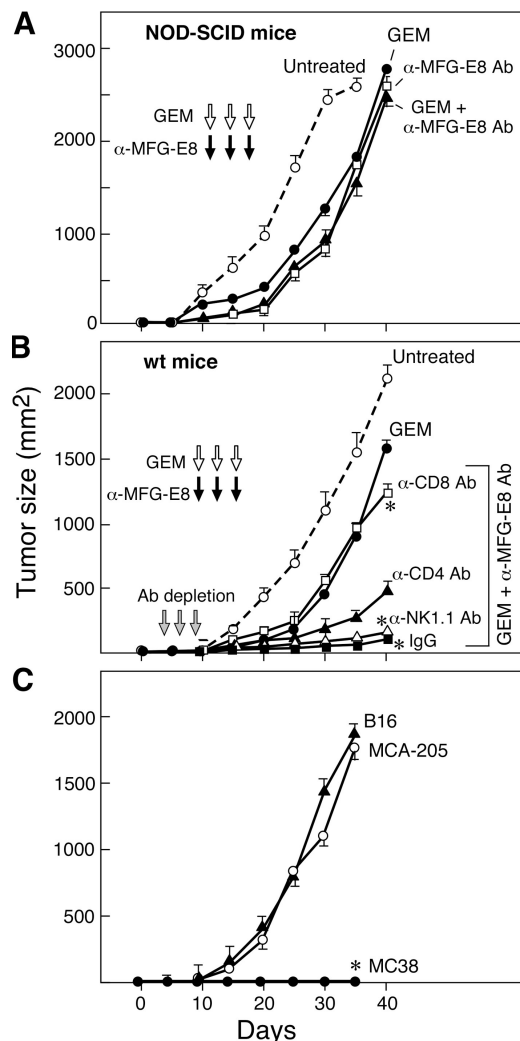 A
NOD-SCID mice
3000
2000
1000
0
Untreated
GEM
α-MFG-E8
GEM
α-MFG-E8 Ab
GEM +
α-MFG-E8 Ab
B
wt mice
2000
1500
1000
500
Untreated
GEM
α-MFG-E8
Ab depletion
GEM
α-CD8 Ab
*
α-CD4 Ab
*α-NK1.1 Ab
* IgG
GEM + α-MFG-E8 Ab
Tumor size (mm2)
C
2000
1500
1000
500
B16
MCA-205
* MC38
0 10 20 30 40
Days